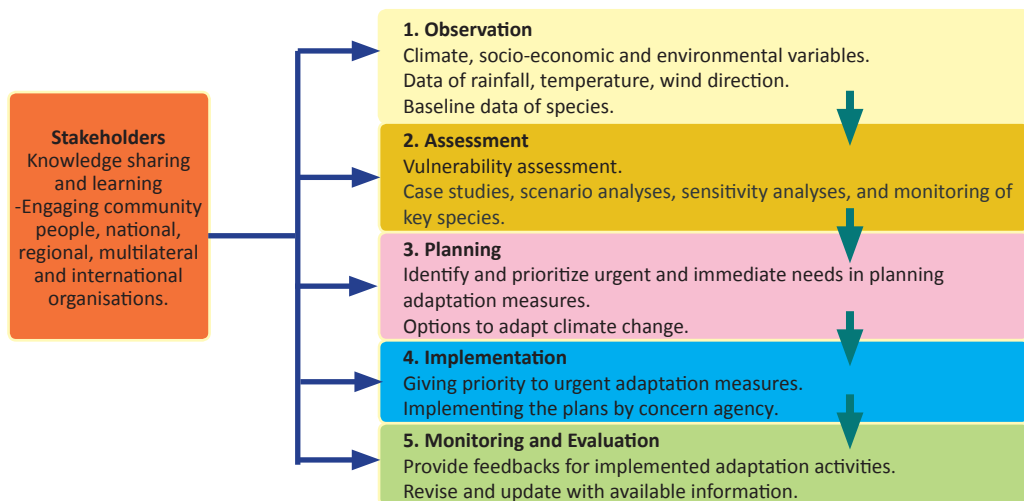 Stakeholders
Knowledge sharing
and learning
-Engaging community
people, national,
regional, multilateral
and international
organisations.
1. Observation
Climate, socio-economic and environmental variables.
Data of rainfall, temperature, wind direction.
Baseline data of species.
2. Assessment
Vulnerability assessment.
Case studies, scenario analyses, sensitivity analyses, and monitoring of
key species.
3. Planning
Identify and prioritize urgent and immediate needs in planning
adaptation measures.
Options to adapt climate change.
4. Implementation
Giving priority to urgent adaptation measures.
Implementing the plans by concern agency.
5. Monitoring and Evaluation
Provide feedbacks for implemented adaptation activities.
Revise and update with available information.